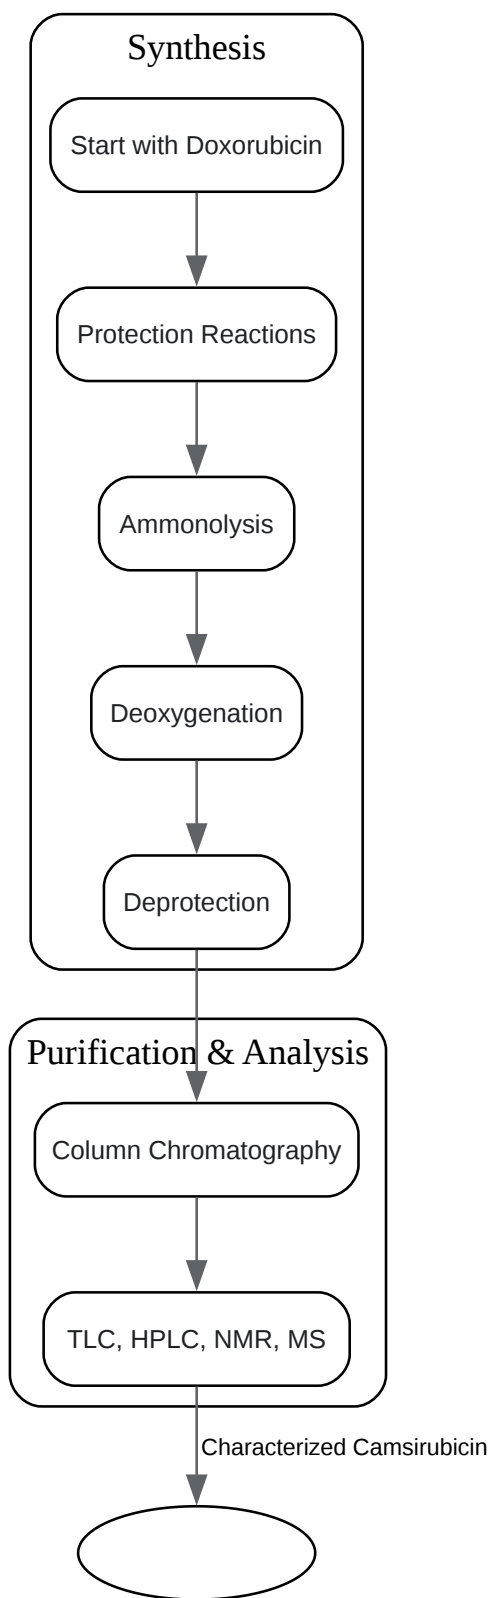 Synthesis
Start with Doxorubicin
Protection Reactions
Ammonolysis
Deoxygenation
Deprotection
Purification & Analysis
Column Chromatography
TLC, HPLC, NMR, MS
Characterized Camsirubicin